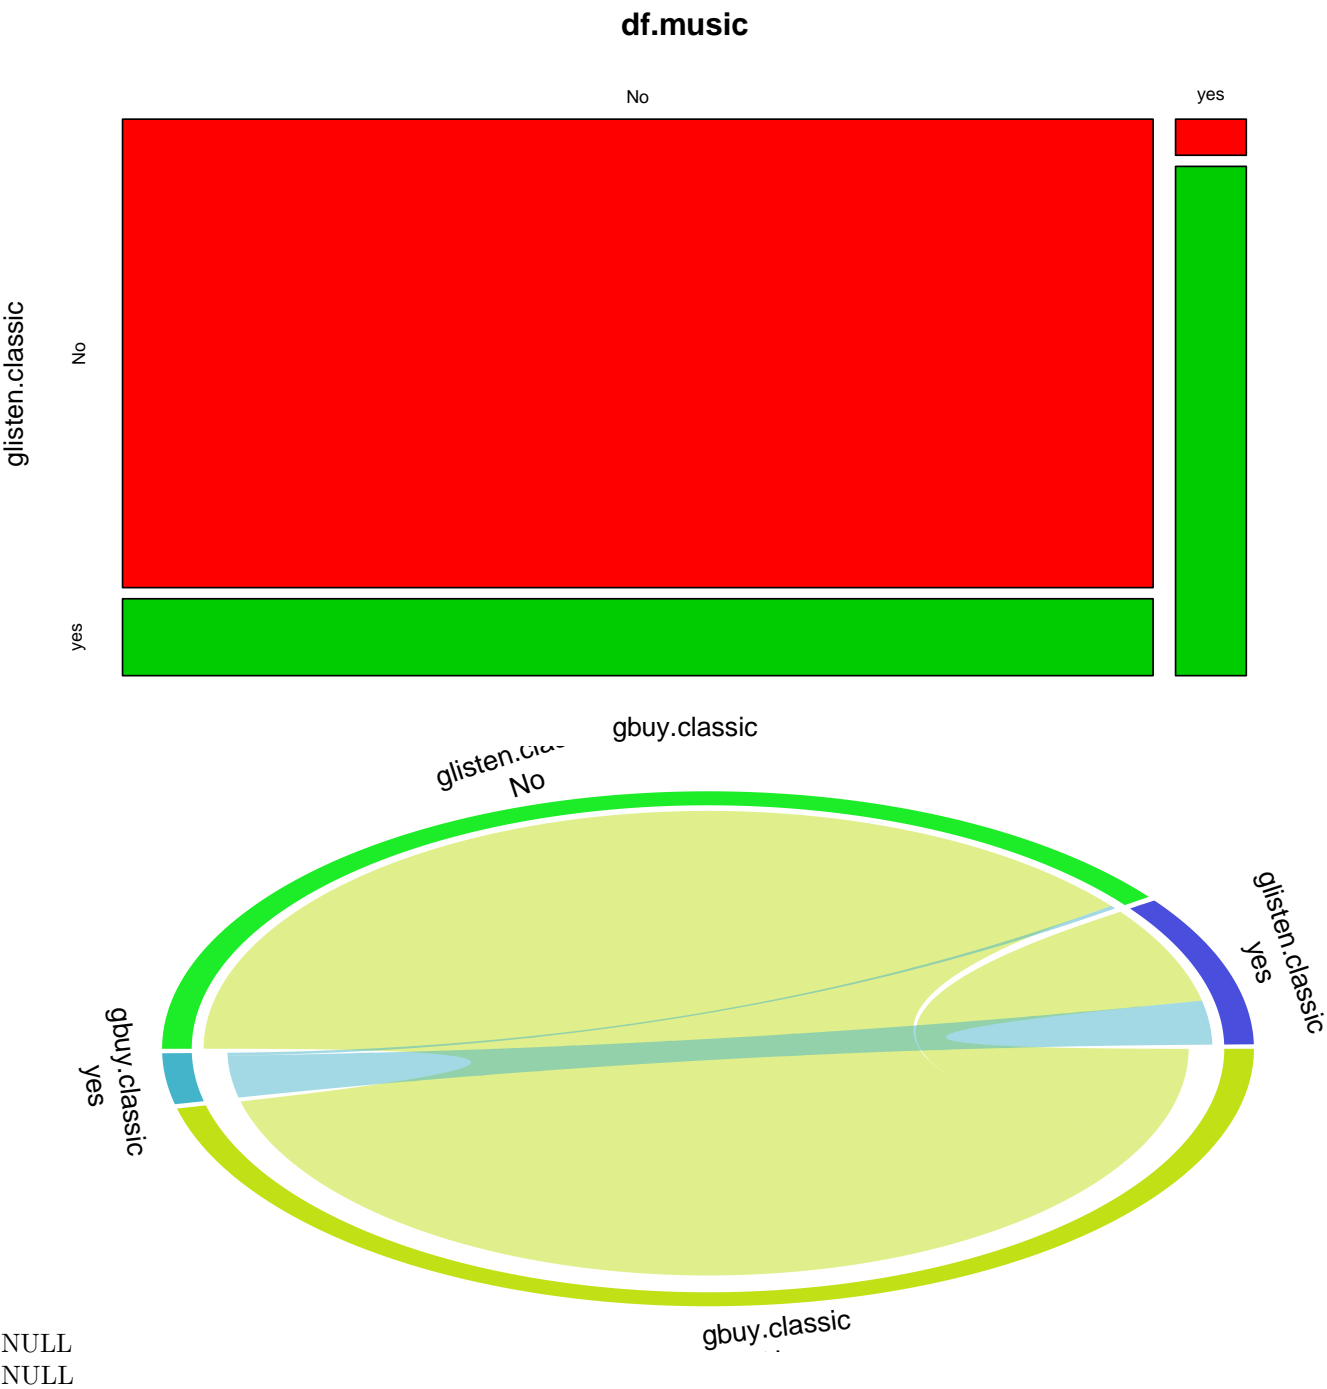 df.music
No
yes
glisten.classic
No
yes
gbuy.classic
No
glisten.classic
yes
gbuy.classic
yes
gbuy.classic
NULL
NULL